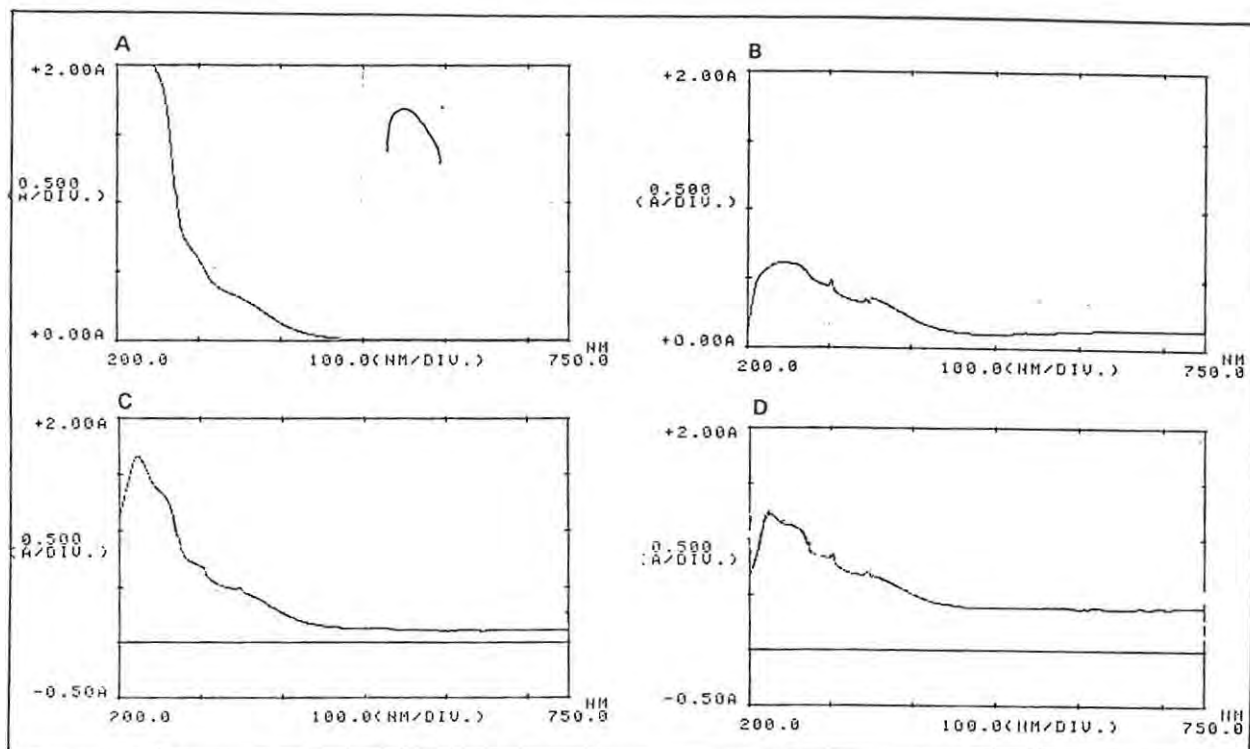 A
+2.00A
0.500
(A/DIV.)
+0.00A
200.0
100.0(NM/DIV.)
NM
750.0
B
+2.00A
0.500
(A/DIV.)
+0.00A
200.0
100.0(NM/DIV.)
NM
750.0
C
+2.00A
0.500
(A/DIV.)
-0.50A
200.0
100.0(NM/DIV.)
NM
750.0
D
+2.00A
0.500
(A/DIV.)
-0.50A
200.0
100.0(NM/DIV.)
NM
750.0